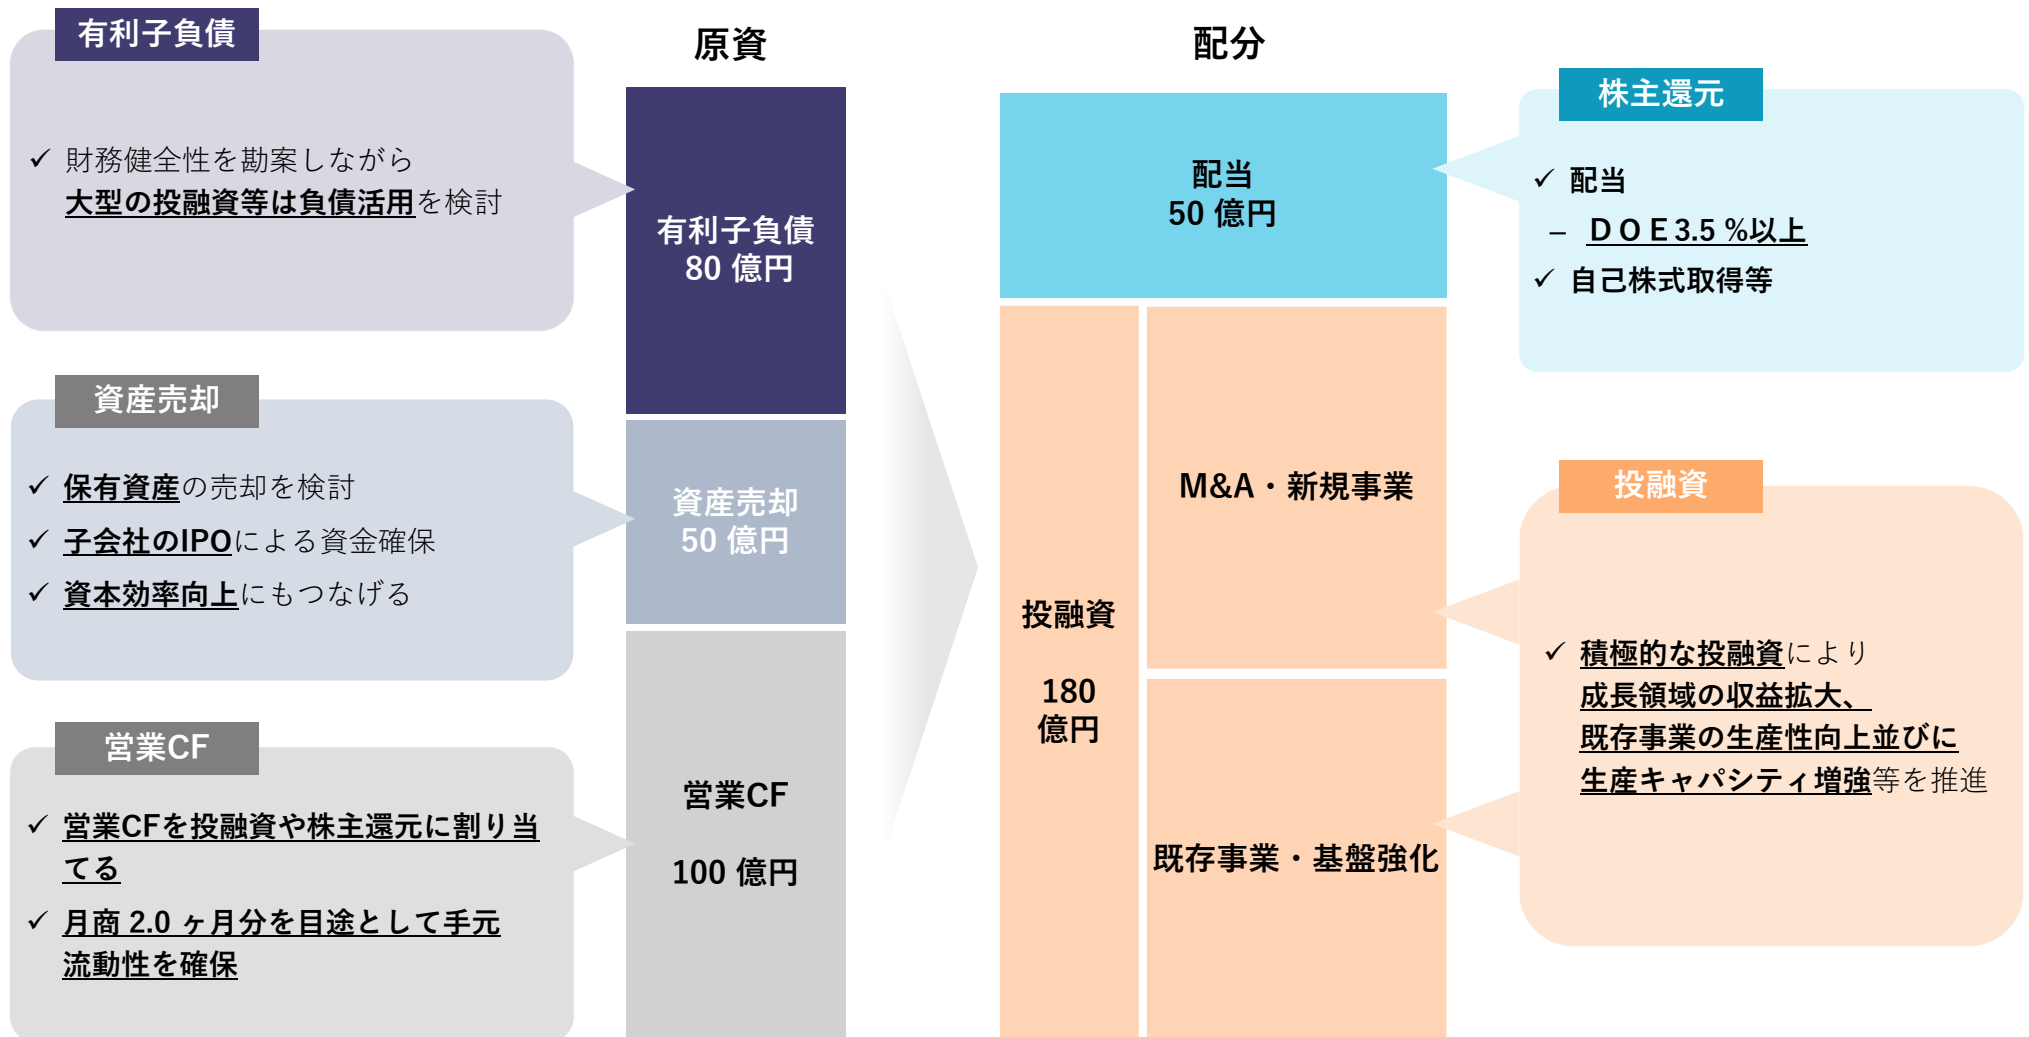 有利子負債
✓ 財務健全性を勘案しながら
大型の投融資等は負債活用を検討
資産売却
✓ 保有資産の売却を検討
✓ 子会社のIPOによる資金確保
✓ 資本効率向上にもつなげる
営業CF
✓ 営業CFを投融資や株主還元に割り当
てる
✓ 月商 2.0 ヶ月分を目途として手元
流動性を確保
原資
有利子負債
80 億円
資産売却
50 億円
営業CF
100 億円
配分
配当
50 億円
投融資
180
億円
M&A・新規事業
既存事業・基盤強化
株主還元
✓ 配当
– ＤＯＥ3.5 %以上
✓ 自己株式取得等
投融資
✓ 積極的な投融資により
成長領域の収益拡大、
既存事業の生産性向上並びに
生産キャパシティ増強等を推進